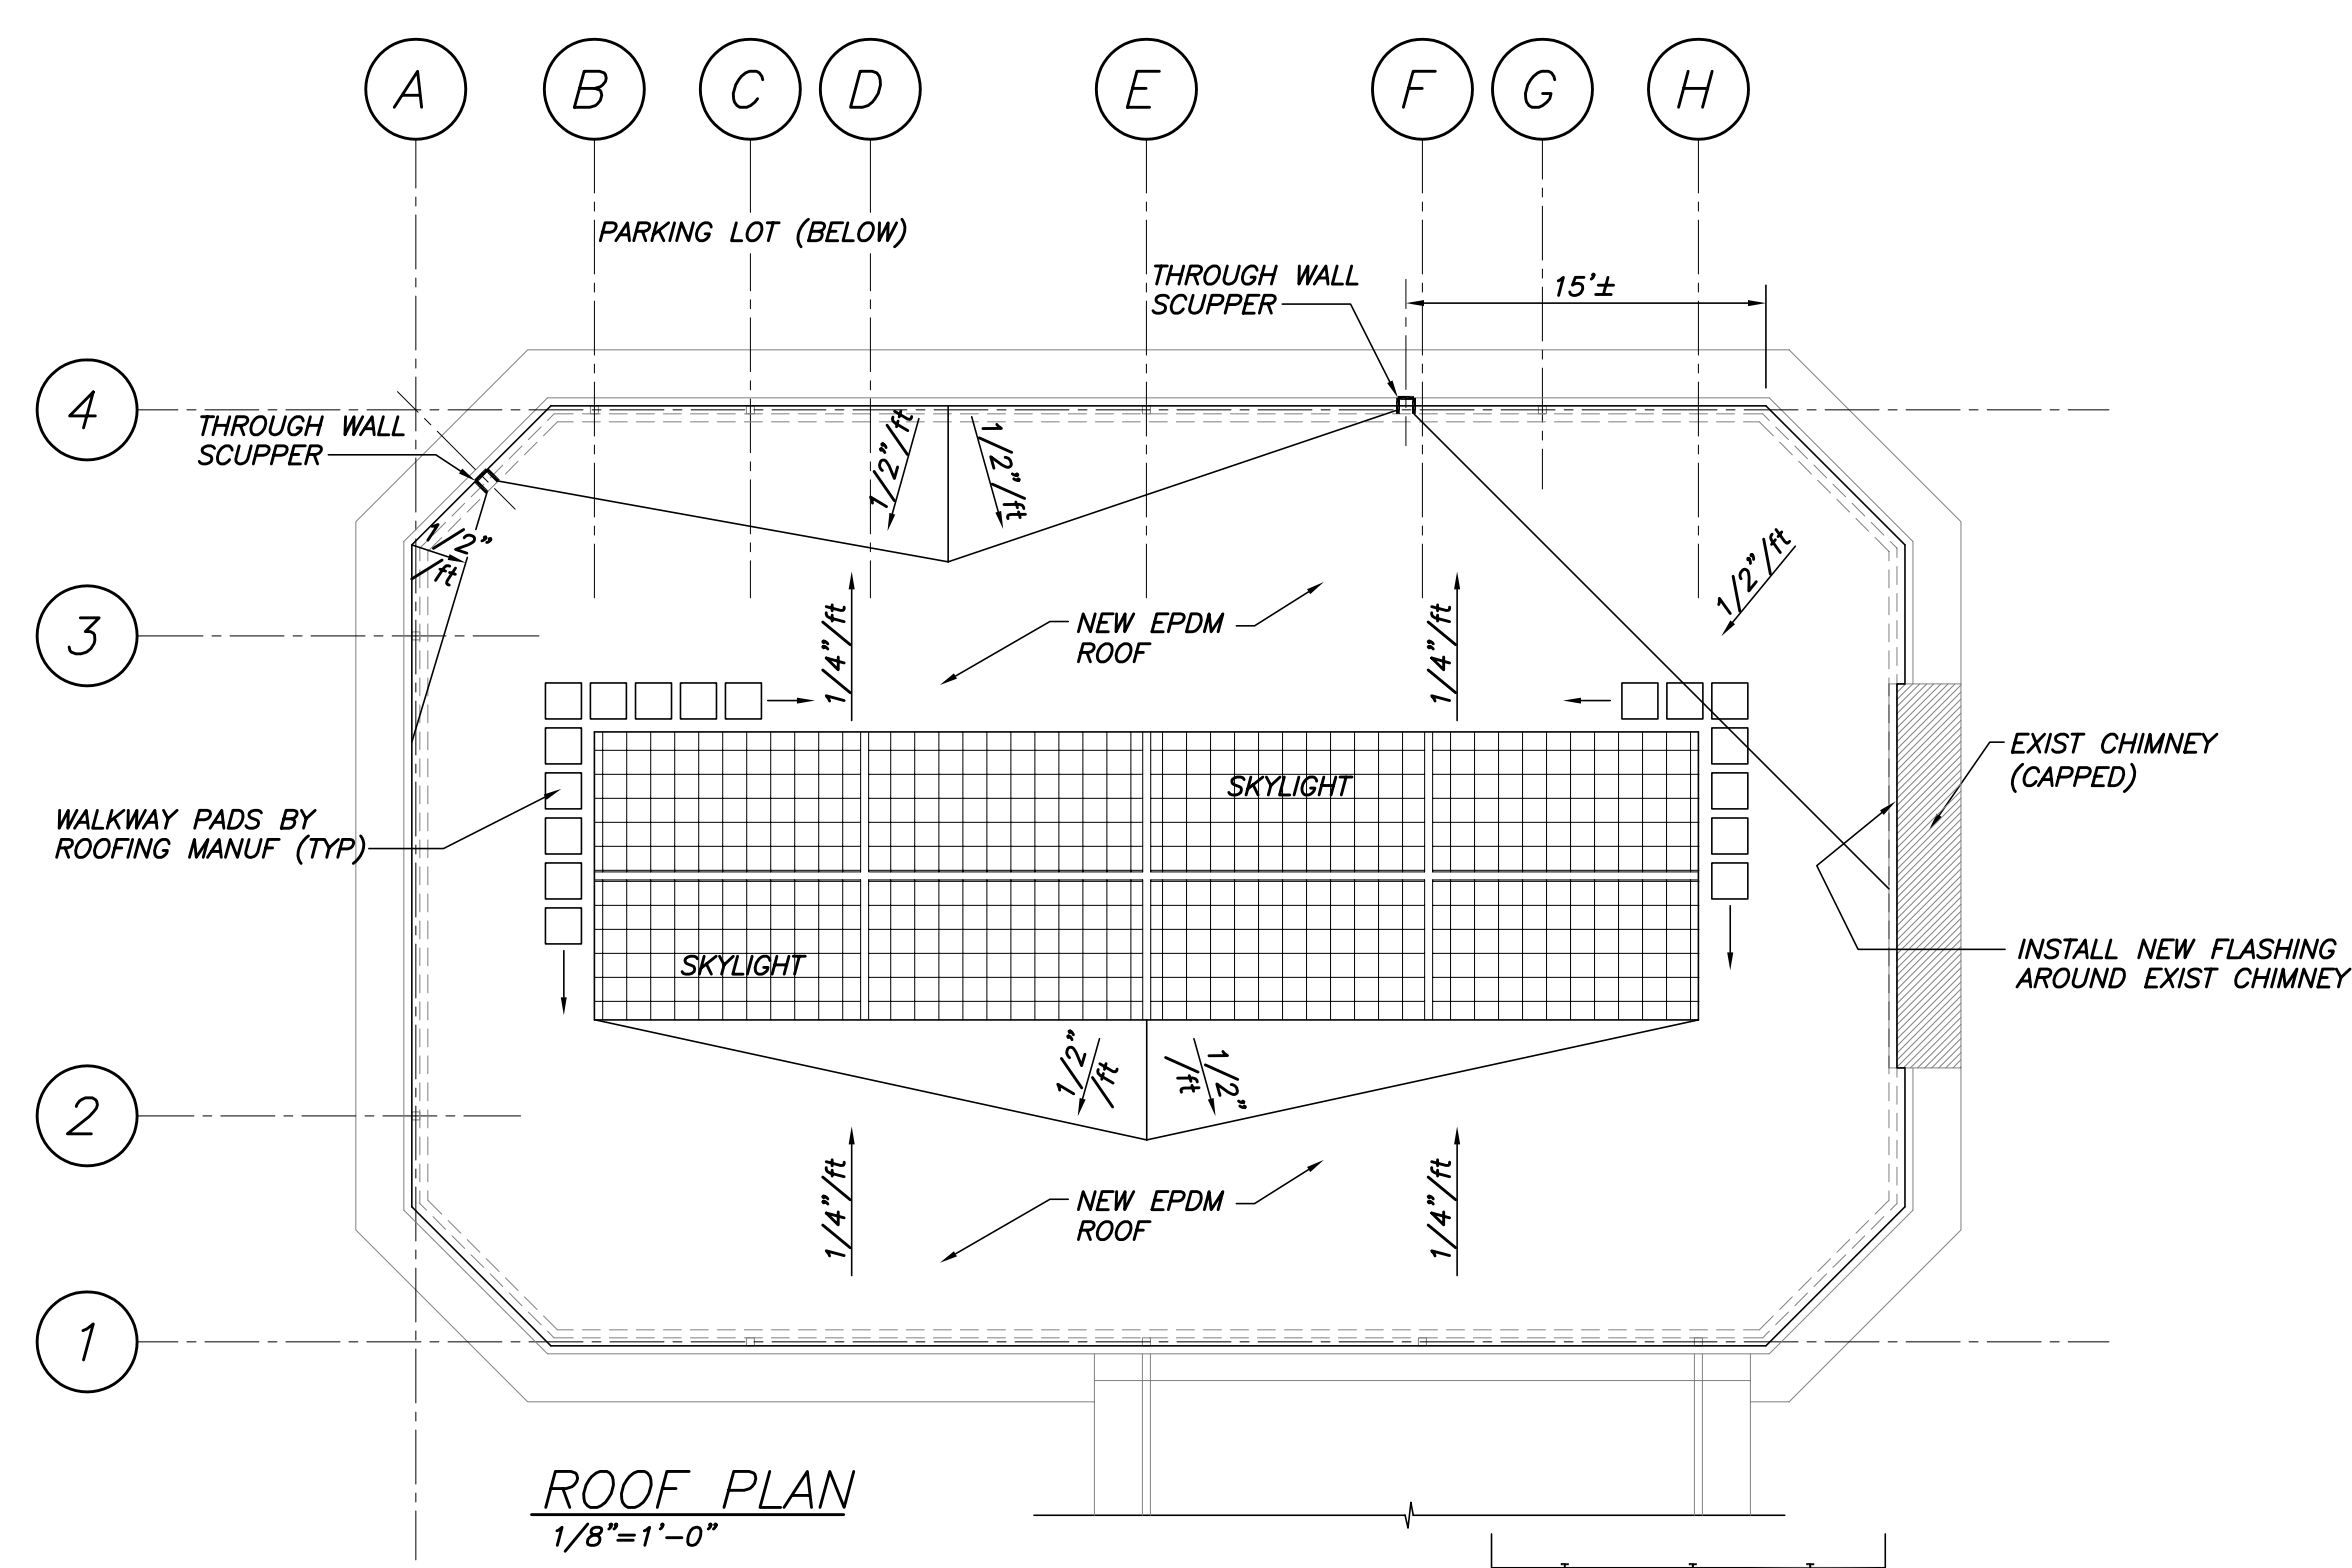 A B C D E F G H
PARKING LOT (BELOW)
THROUGH WALL
SCUPPER
15'±
4
THROUGH WALL
SCUPPER
1/2"/ft
1/2"/ft
1/2"
/ft
1/2"/ft
3
1/4"/ft
NEW EPDM
ROOF
1/4"/ft
SKYLIGHT
EXIST CHIMNEY
(CAPPED)
WALKWAY PADS BY
ROOFING MANUF (TYP)
SKYLIGHT
INSTALL NEW FLASHING
AROUND EXIST CHIMNEY
1/2"
/ft
1/2"
/ft
2
1/4"/ft
NEW EPDM
ROOF
1/4"/ft
1
ROOF PLAN
1/8"=1'-0"